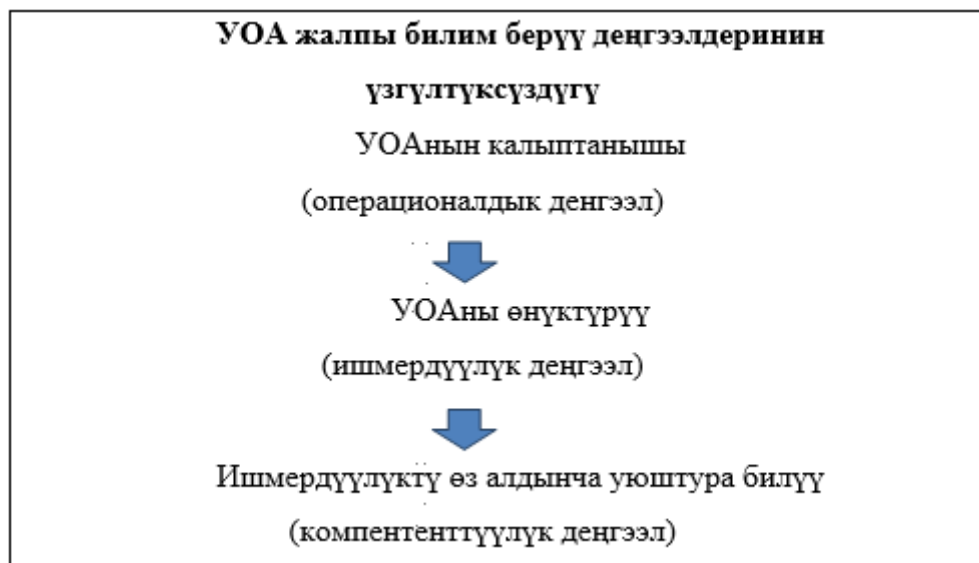 УОА жалпы билим берүү деңгээлдеринин
үзгүлтүксүздүгү
УОАнын калыптанышы
(операционалдык денгээл)
УОАны өнүктүрүү
(ишмердүүлүк деңгээл)
Ишмердүүлүктү өз алдынча уюштура билүү
(компентенттүүлүк деңгээл)